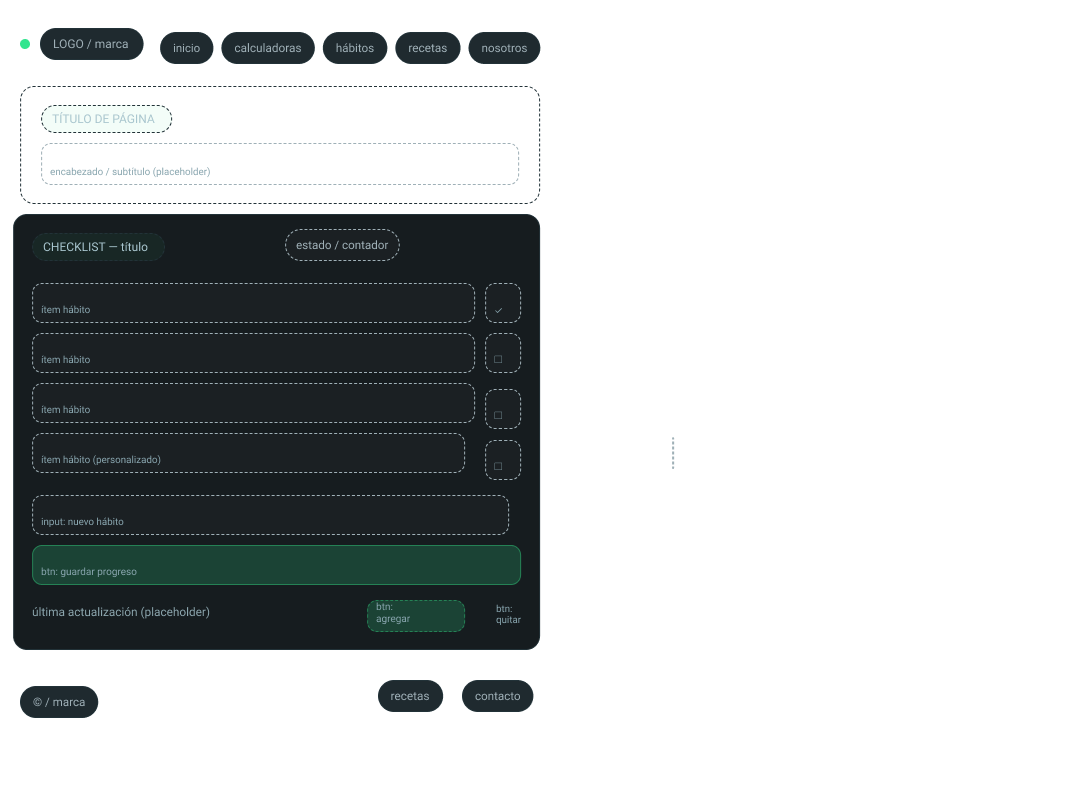 LOGO / marca
inicio
calculadoras
hábitos
recetas
nosotros
TÍTULO DE PÁGINA
encabezado / subtítulo (placeholder)
CHECKLIST — título
estado / contador
ítem hábito
✓
ítem hábito
☐
ítem hábito
☐
ítem hábito (personalizado)
☐
input: nuevo hábito
btn: guardar progreso
última actualización (placeholder)
btn:
agregar
btn:
quitar
© / marca
recetas
contacto